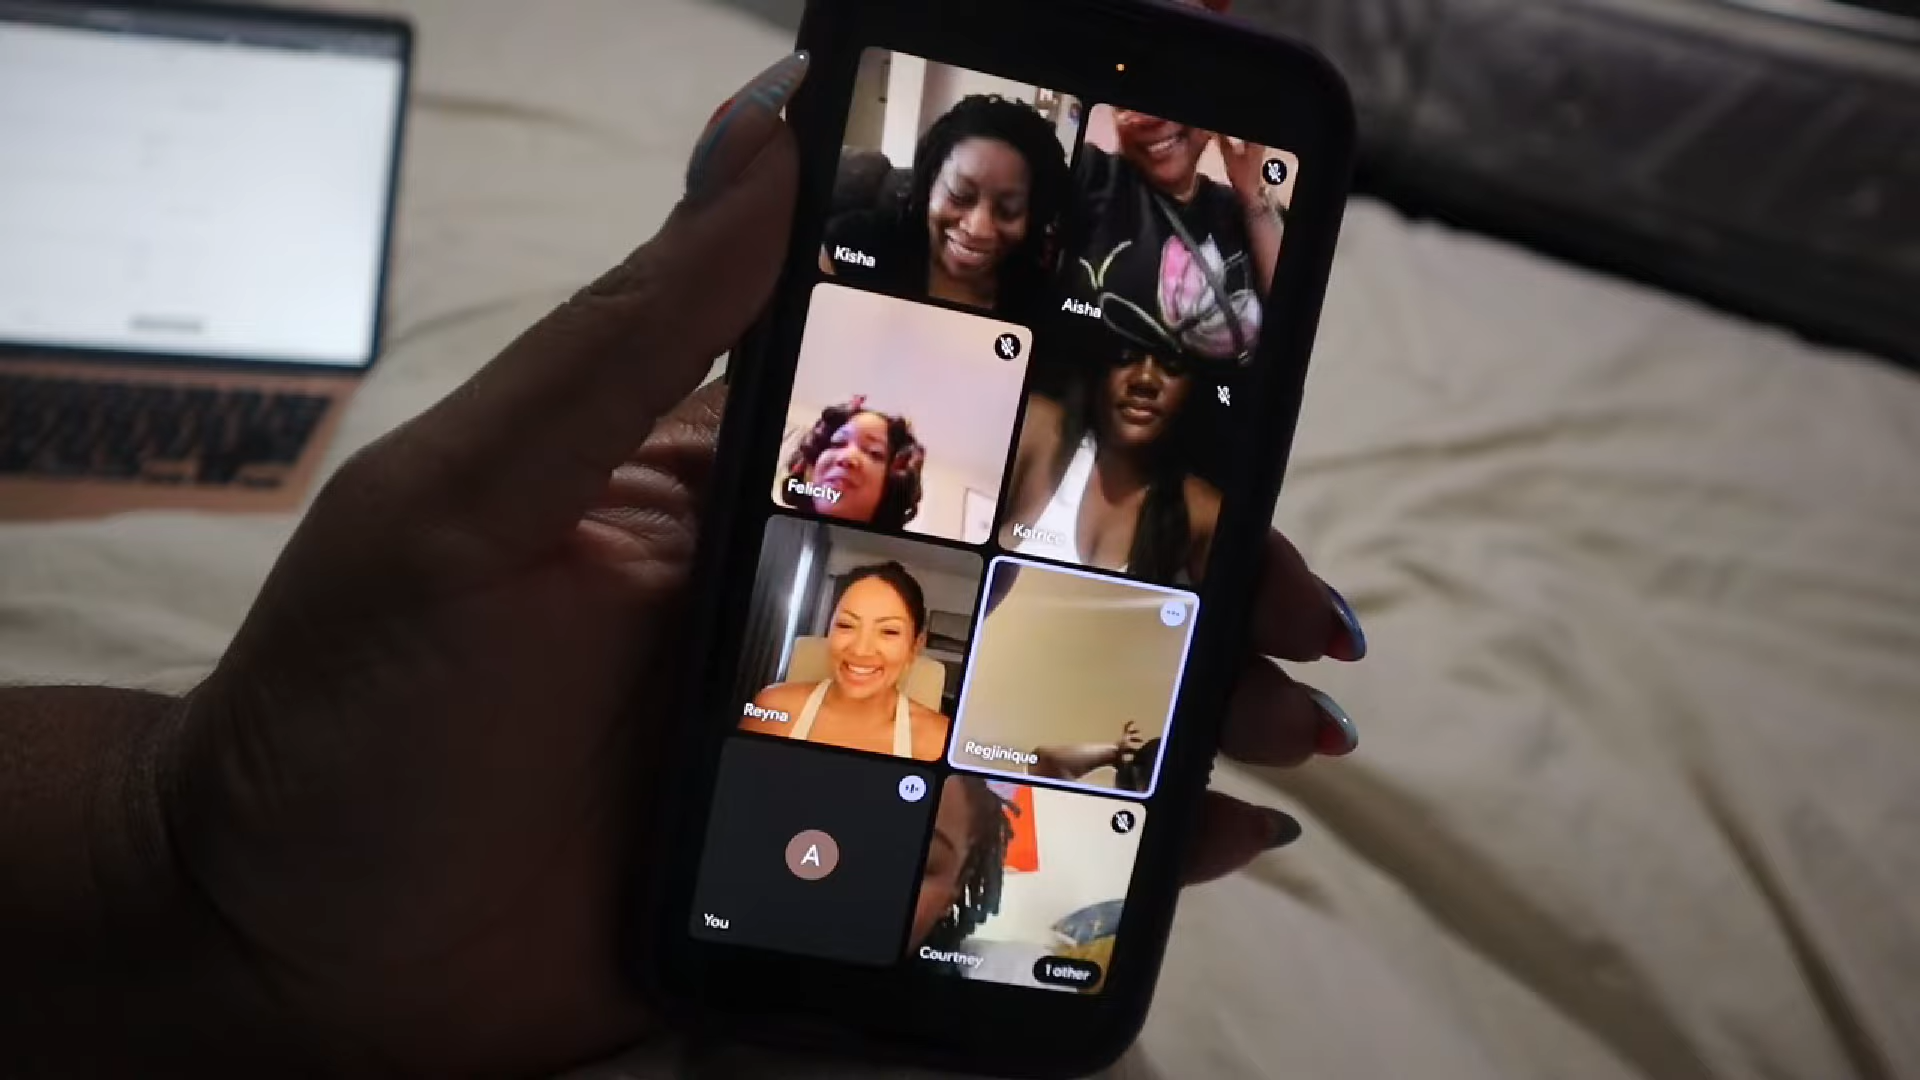 Kisha
Aisha
Felicity
Katrice
Reyna
Regjinique
A
You
Courtney
1 other